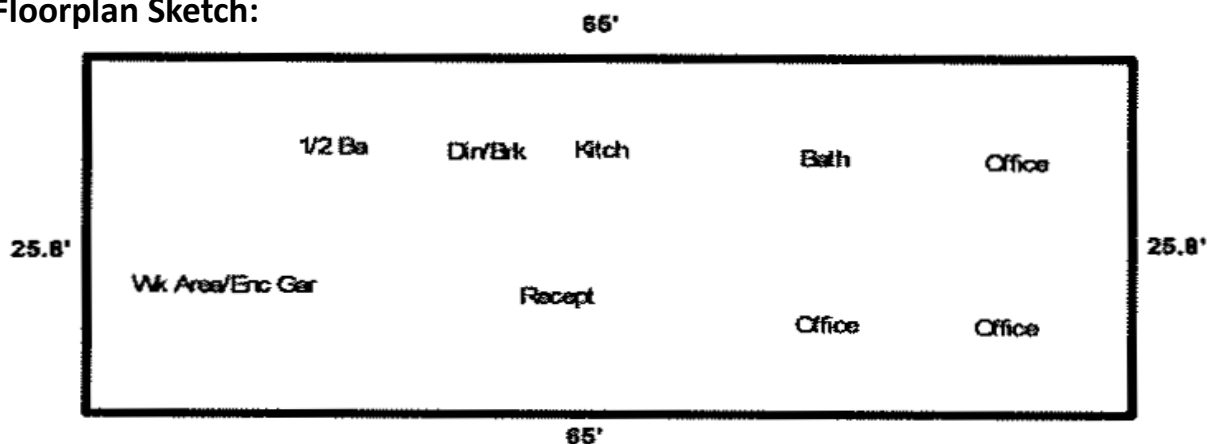 Floorplan Sketch:
65'
1/2 Ba Din/Brk Kitch Bath Office
25.8' 25.8'
Wk Area/Enc Gar Recept Office Office
65'